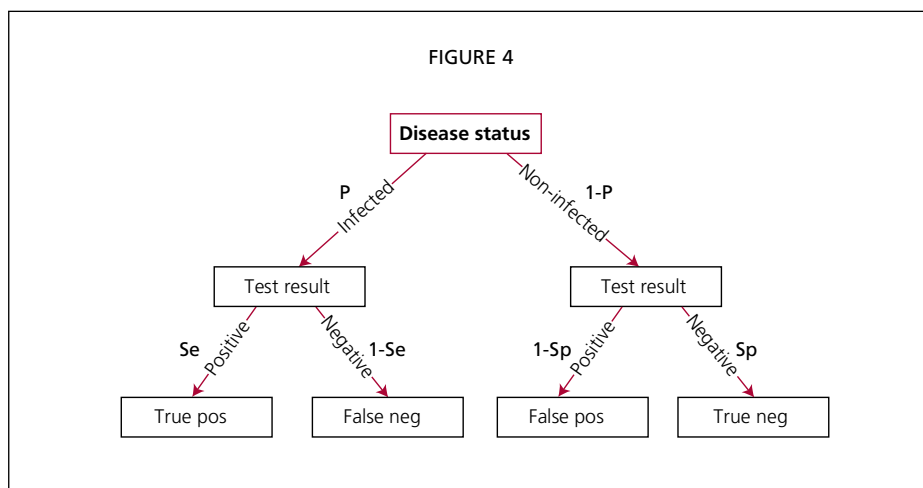 FIGURE 4
Disease status
P
Infected
Non-infected
1-P
Test result
Test result
Se
Positive
Negative
1-Se
1-Sp
Positive
Negative
Sp
True pos
False neg
False pos
True neg